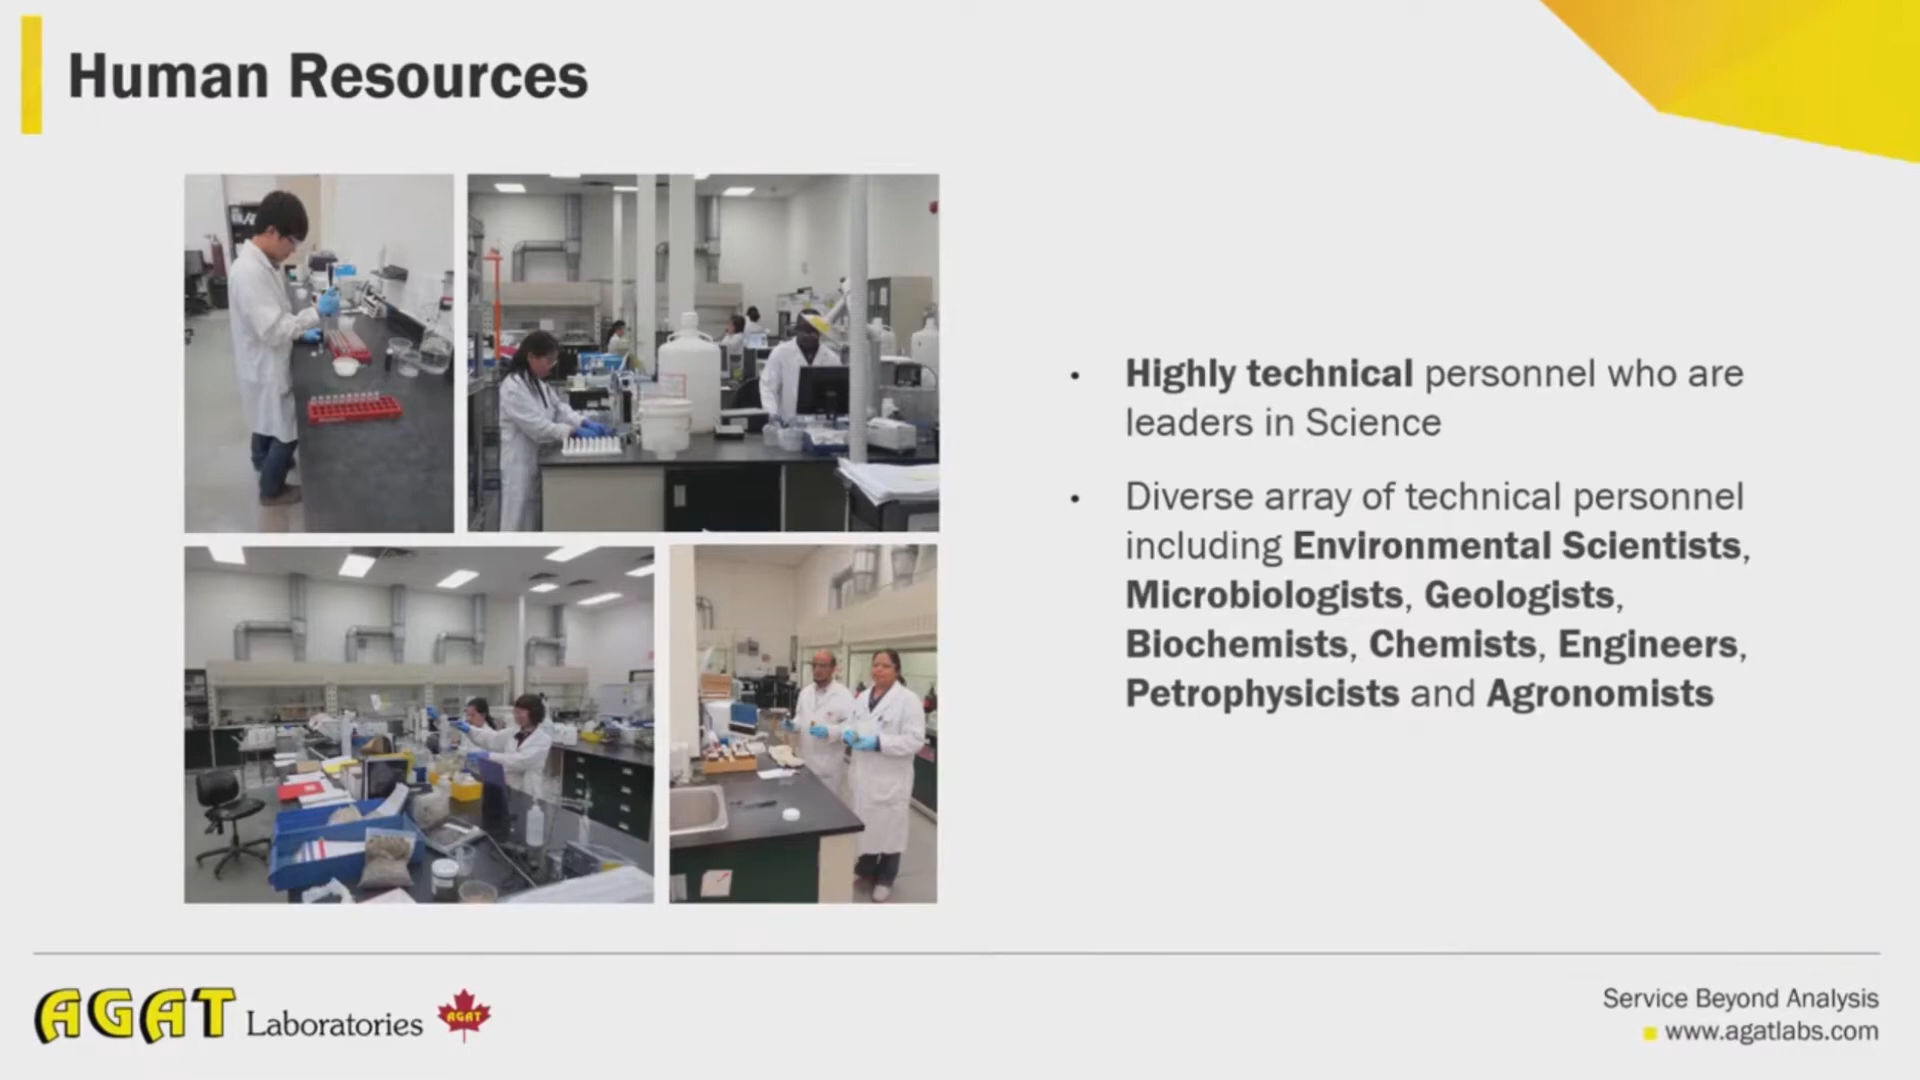 Human Resources
• Highly technical personnel who are
leaders in Science
• Diverse array of technical personnel
including Environmental Scientists,
Microbiologists, Geologists,
Biochemists, Chemists, Engineers,
Petrophysicists and Agronomists
AGAT Laboratories AGAT
Service Beyond Analysis
www.agatlabs.com